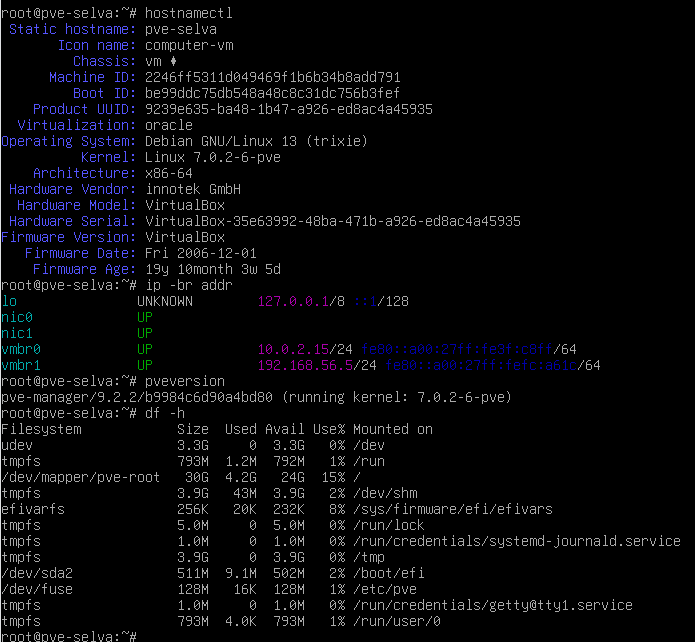 root@pve-selva:~# hostnamectl
Static hostname: pve-selva
Icon name: computer-vm
Chassis: vm
Machine ID: 2246ff5311d049469f1b6b34b8add791
Boot ID: be99ddc75db548a48c8c31dc756b3fef
Product UUID: 9239e635-ba48-1b47-a926-ed8ac4a45935
Virtualization: oracle
Operating System: Debian GNU/Linux 13 (trixie)
Kernel: Linux 7.0.2-6-pve
Architecture: x86-64
Hardware Vendor: innotek GmbH
Hardware Model: VirtualBox
Hardware Serial: VirtualBox-35e63992-48ba-471b-a926-ed8ac4a45935
Firmware Version: VirtualBox
Firmware Date: Fri 2006-12-01
Firmware Age: 19y 10month 3w 5d
root@pve-selva:~# ip -br addr
lo UNKNOWN 127.0.0.1/8 ::1/128
nic0 UP
nic1 UP
vmbr0 UP 10.0.2.15/24 fe80::a00:27ff:fe3f:c8ff/64
vmbr1 UP 192.168.56.5/24 fe80::a00:27ff:fefc:a61c/64
root@pve-selva:~# pveversion
pve-manager/9.2.2/b9984c6d90a4bd80 (running kernel: 7.0.2-6-pve)
root@pve-selva:~# df -h
Filesystem Size Used Avail Use% Mounted on
udev 3.3G 0 3.3G 0% /dev
tmpfs 793M 1.2M 792M 1% /run
/dev/mapper/pve-root 30G 4.2G 24G 15% /
tmpfs 3.9G 43M 3.9G 2% /dev/shm
efivarfs 256K 20K 232K 8% /sys/firmware/efi/efivars
tmpfs 5.0M 0 5.0M 0% /run/lock
tmpfs 1.0M 0 1.0M 0% /run/credentials/systemd-journald.service
tmpfs 3.9G 0 3.9G 0% /tmp
/dev/sda2 511M 9.1M 502M 2% /boot/efi
/dev/fuse 128M 16K 128M 1% /etc/pve
tmpfs 1.0M 0 1.0M 0% /run/credentials/getty@tty1.service
tmpfs 793M 4.0K 793M 1% /run/user/0
root@pve-selva:~#